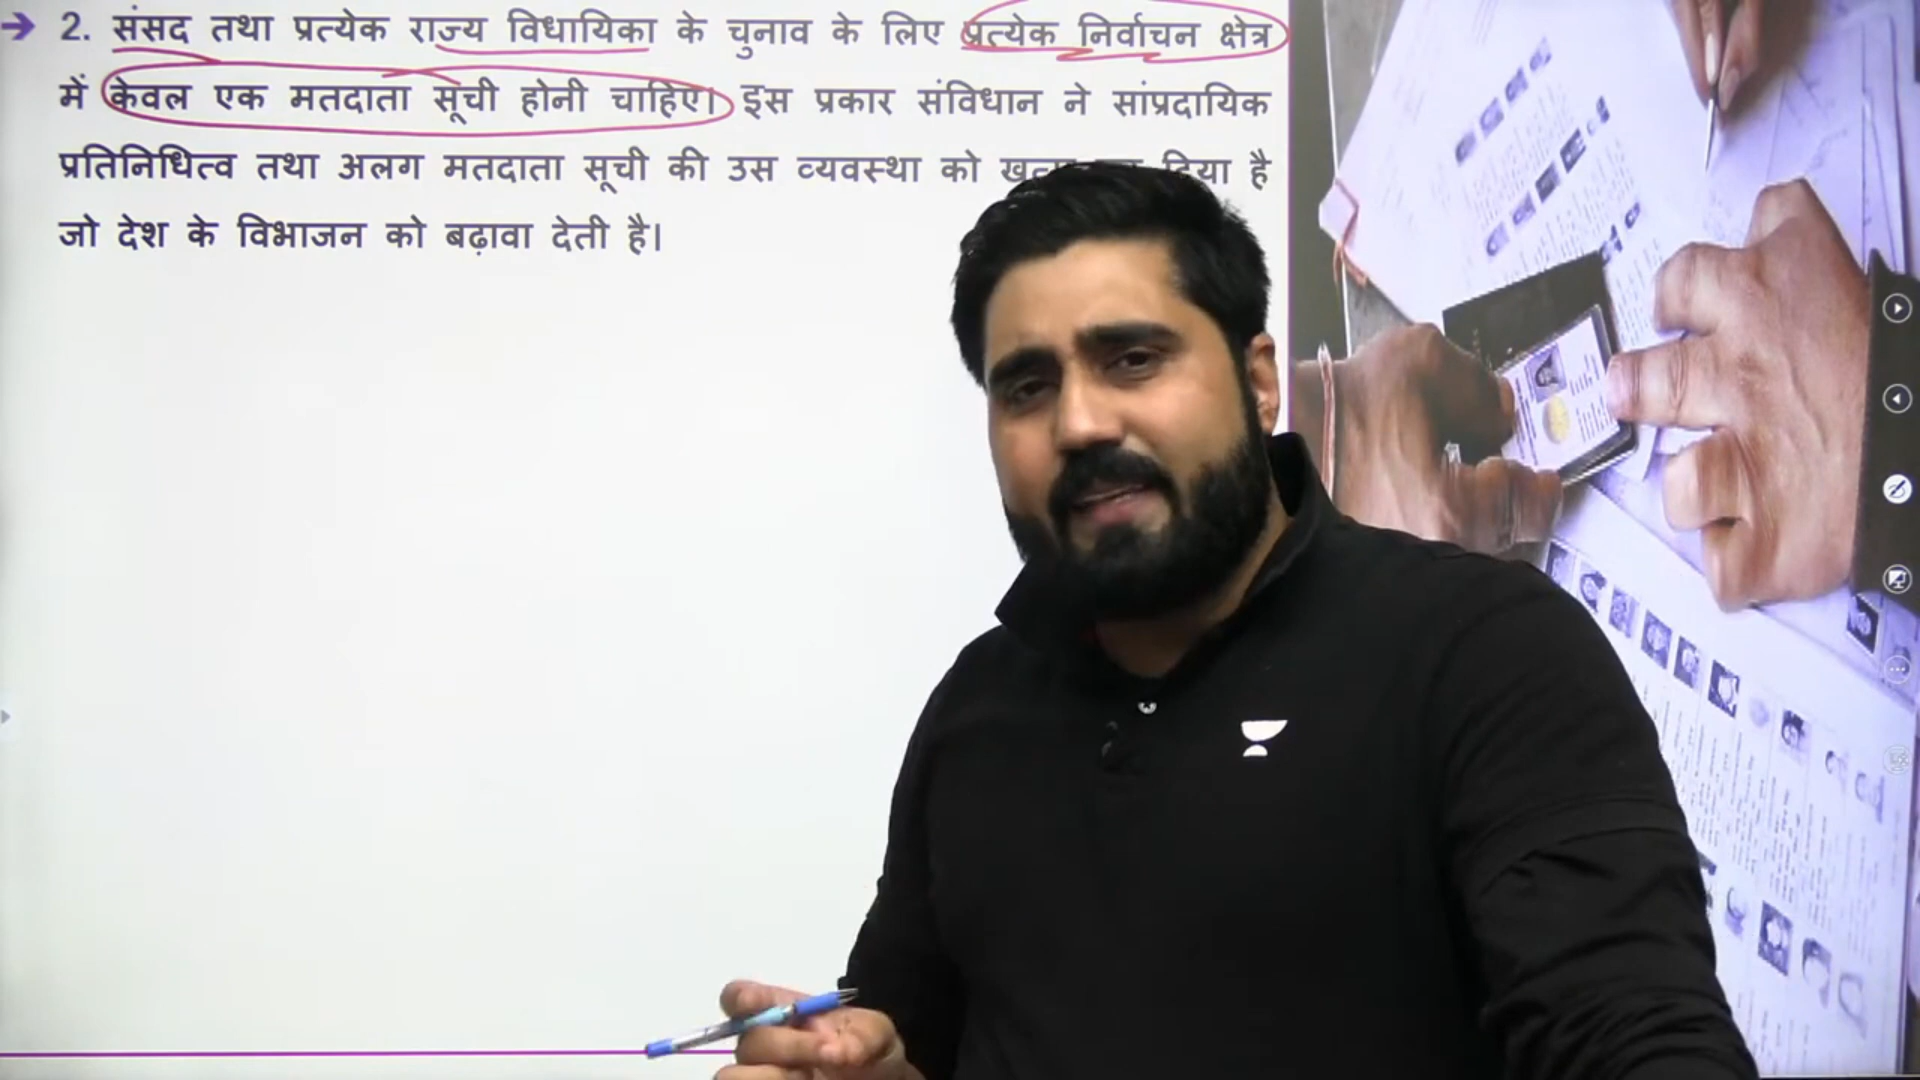 2. संसद तथा प्रत्येक राज्य विधायिका के चुनाव के लिए प्रत्येक निर्वाचन क्षेत्र
में केवल एक मतदाता सूची होनी चाहिए। इस प्रकार संविधान ने सांप्रदायिक
प्रतिनिधित्व तथा अलग मतदाता सूची की उस व्यवस्था को दिया है
जो देश के विभाजन को बढ़ावा देती है।